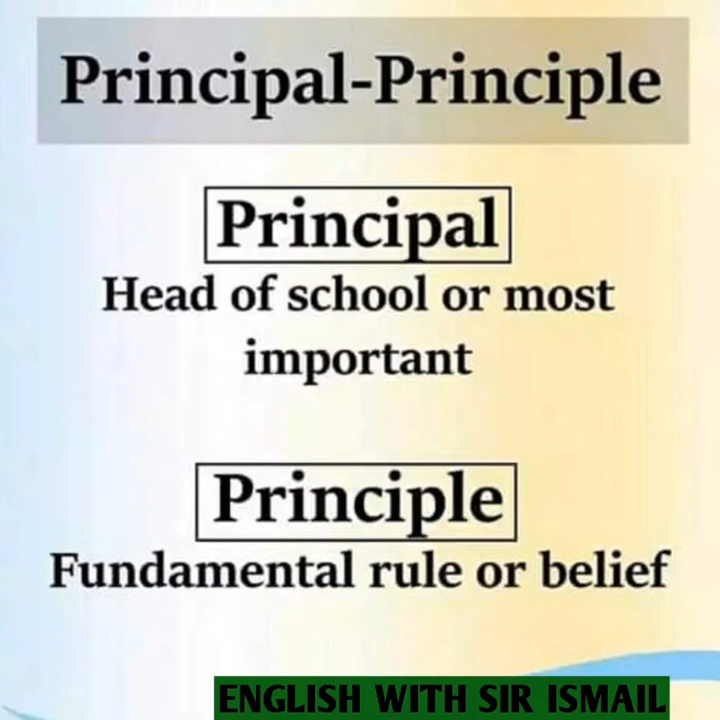 Principal-Principle
Principal
Head of school or most
important
Principle
Fundamental rule or belief
ENGLISH WITH SIR ISMAIL